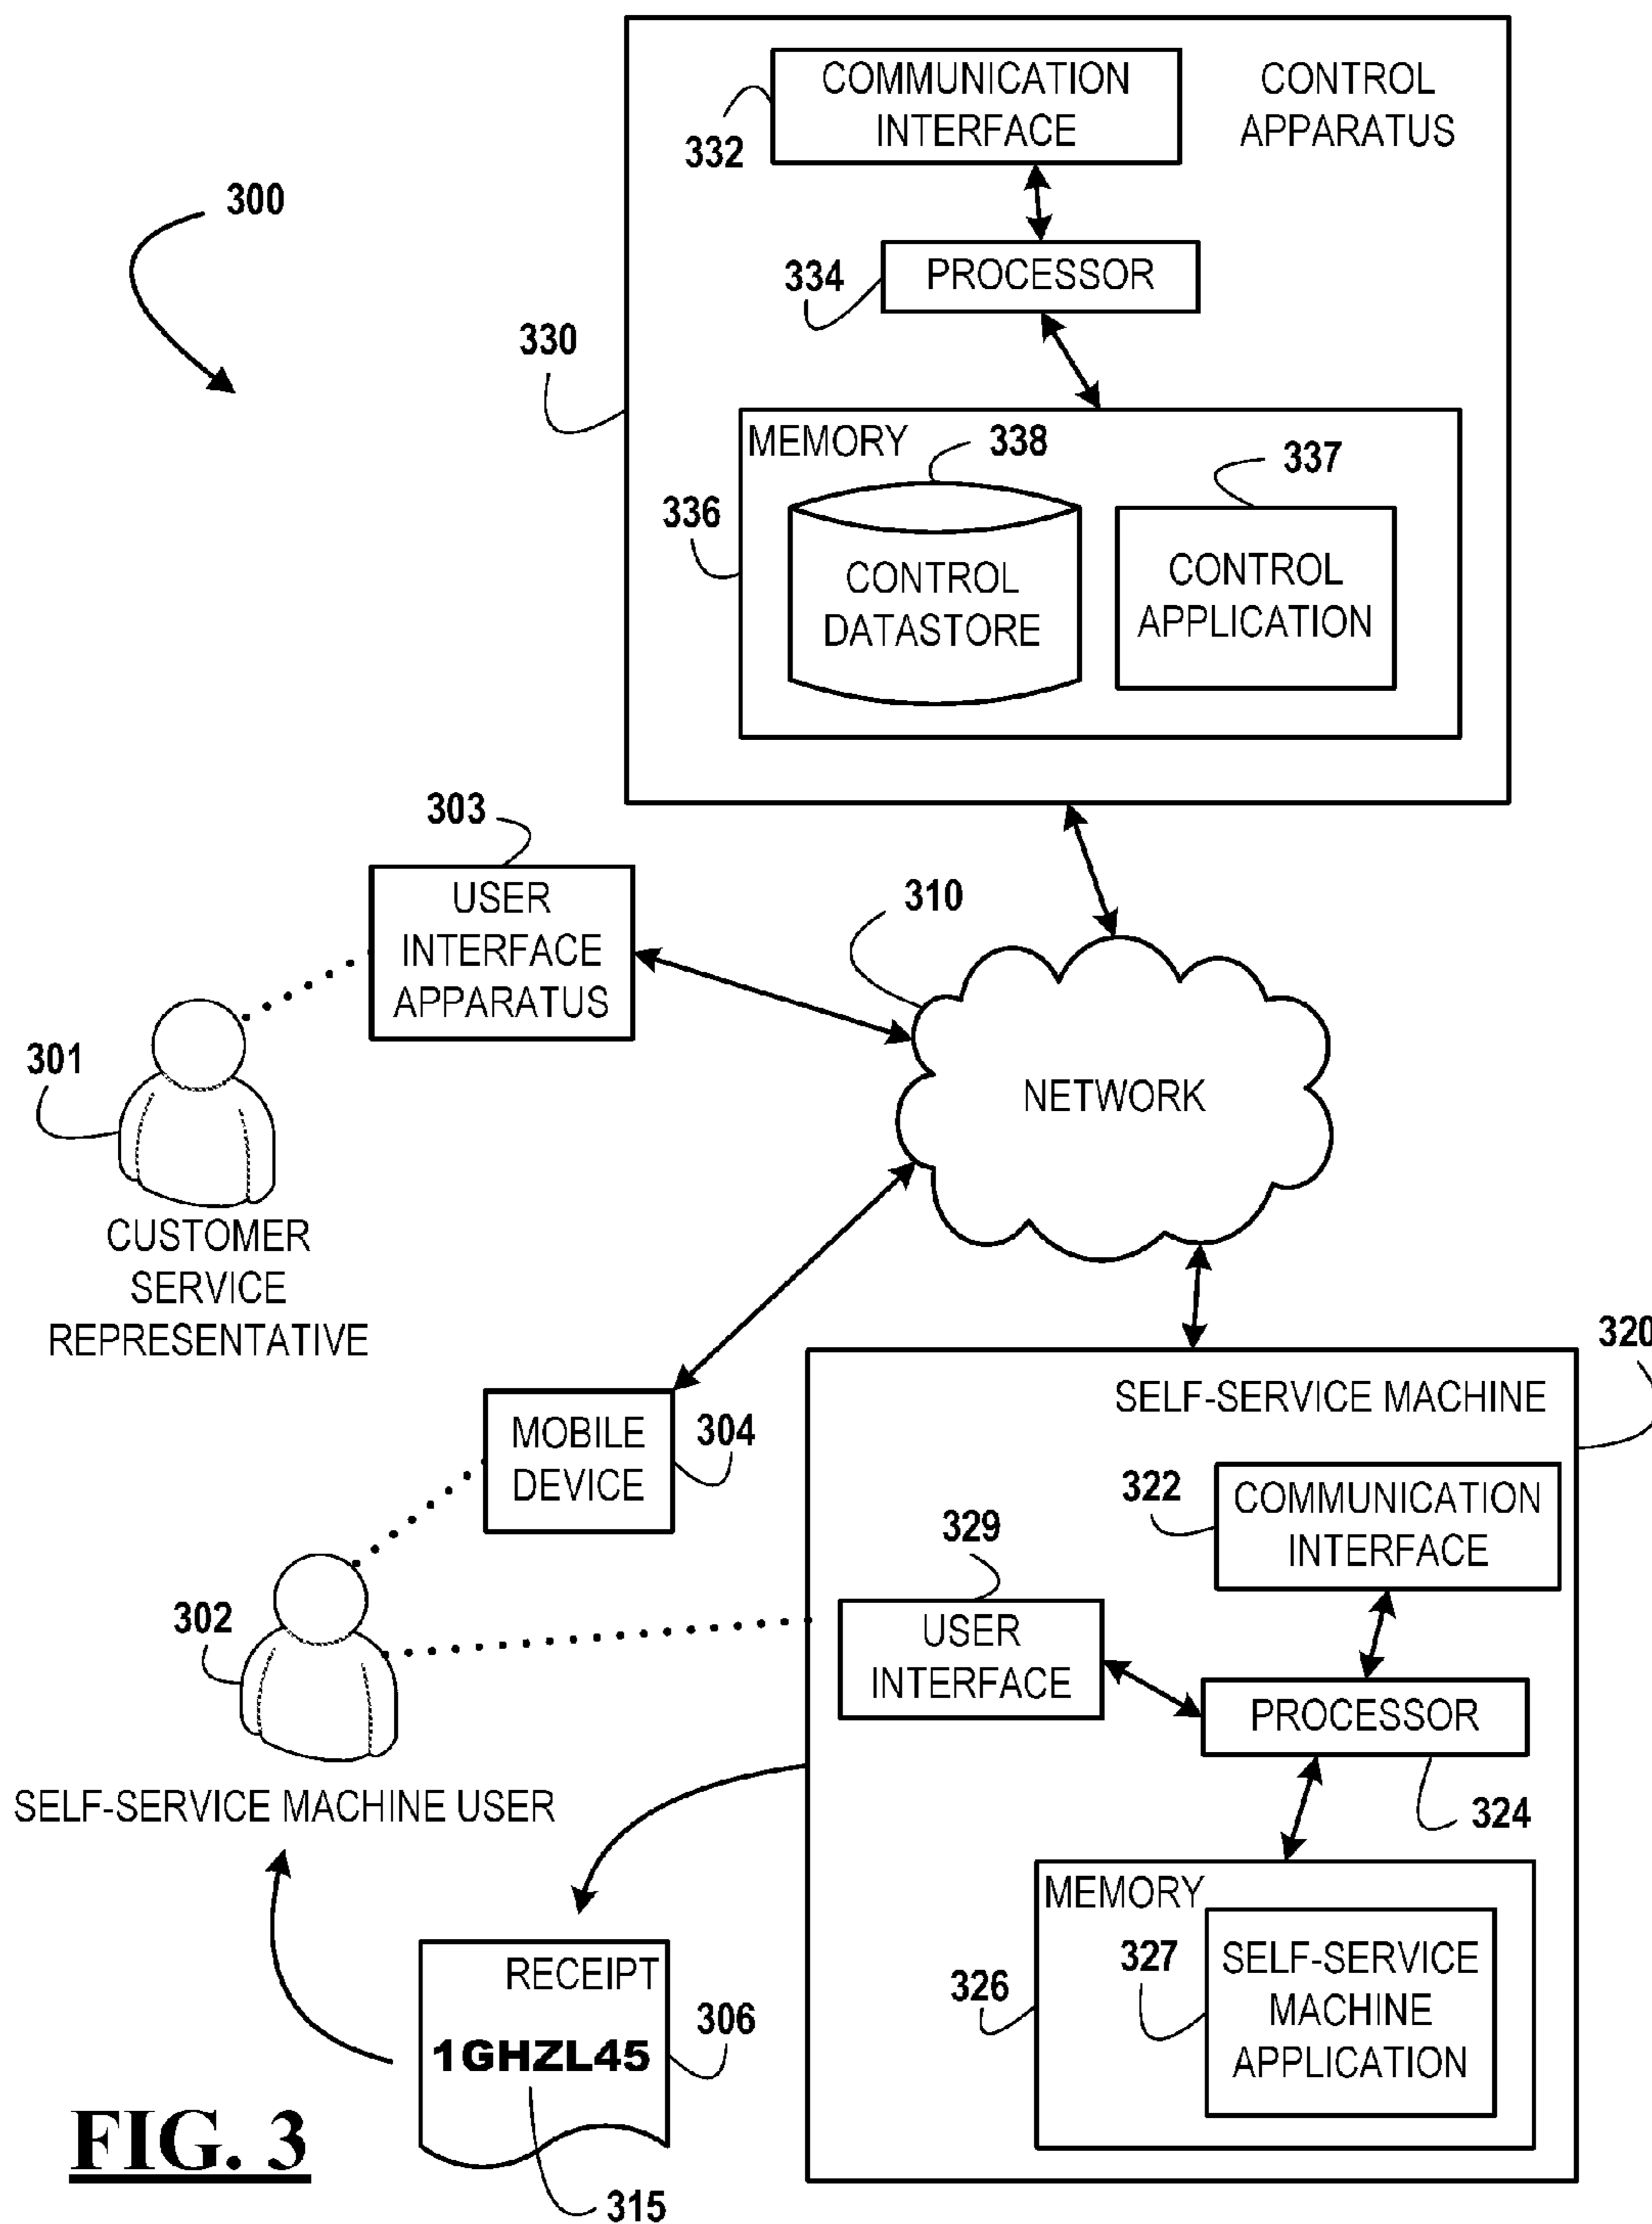 COMMUNICATION
INTERFACE
CONTROL
APPARATUS
332
300
PROCESSOR
334
330
MEMORY
338
337
336
CONTROL
DATASTORE
CONTROL
APPLICATION
303
USER
INTERFACE
APPARATUS
310
NETWORK
301
CUSTOMER
SERVICE
REPRESENTATIVE
320
SELF-SERVICE MACHINE
MOBILE
DEVICE
304
322
COMMUNICATION
INTERFACE
329
USER
INTERFACE
302
PROCESSOR
SELF-SERVICE MACHINE USER
324
MEMORY
327
326
SELF-SERVICE
MACHINE
APPLICATION
RECEIPT
306
1GHZL45
315
FIG. 3